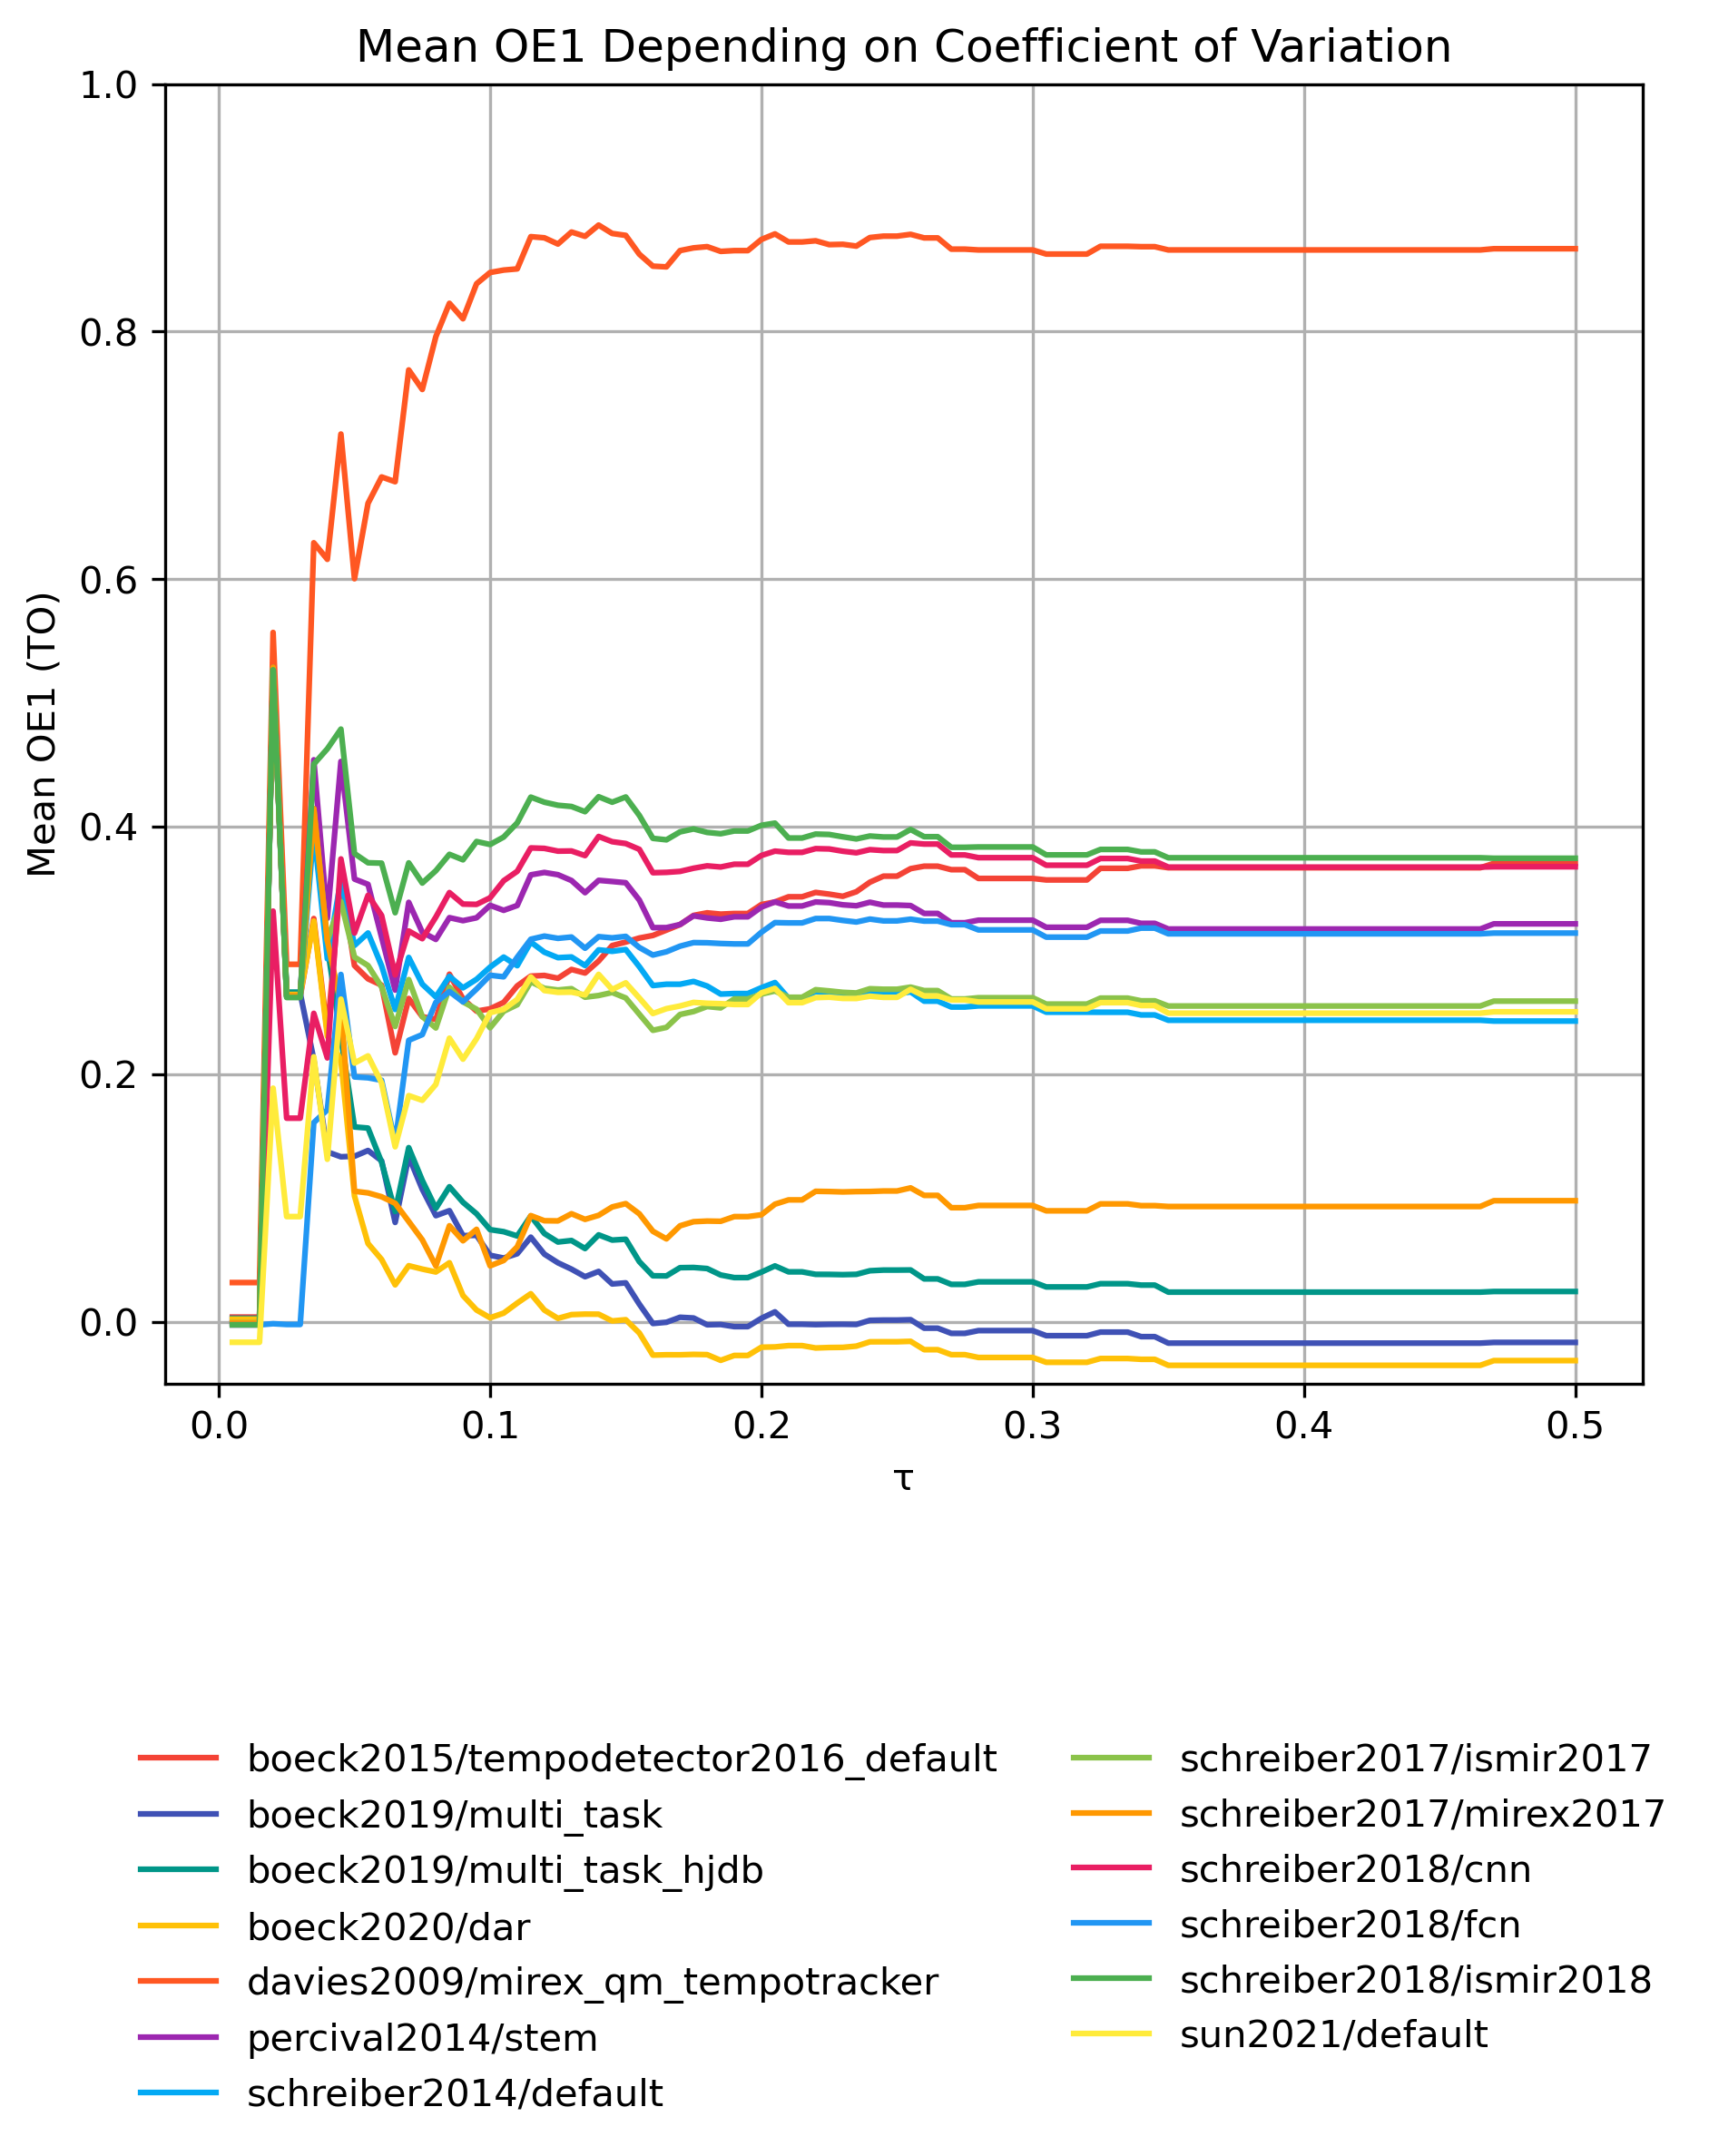 Mean OE1 Depending on Coefficient of Variation
Mean OE1 (TO)
1.0
0.8
0.6
0.4
0.2
0.0
0.0 0.1 0.2 0.3 0.4 0.5
τ
boeck2015/tempodetector2016_default
boeck2019/multi_task
boeck2019/multi_task_hjdb
boeck2020/dar
davies2009/mirex_qm_tempotracker
percival2014/stem
schreiber2014/default
schreiber2017/ismir2017
schreiber2017/mirex2017
schreiber2018/cnn
schreiber2018/fcn
schreiber2018/ismir2018
sun2021/default